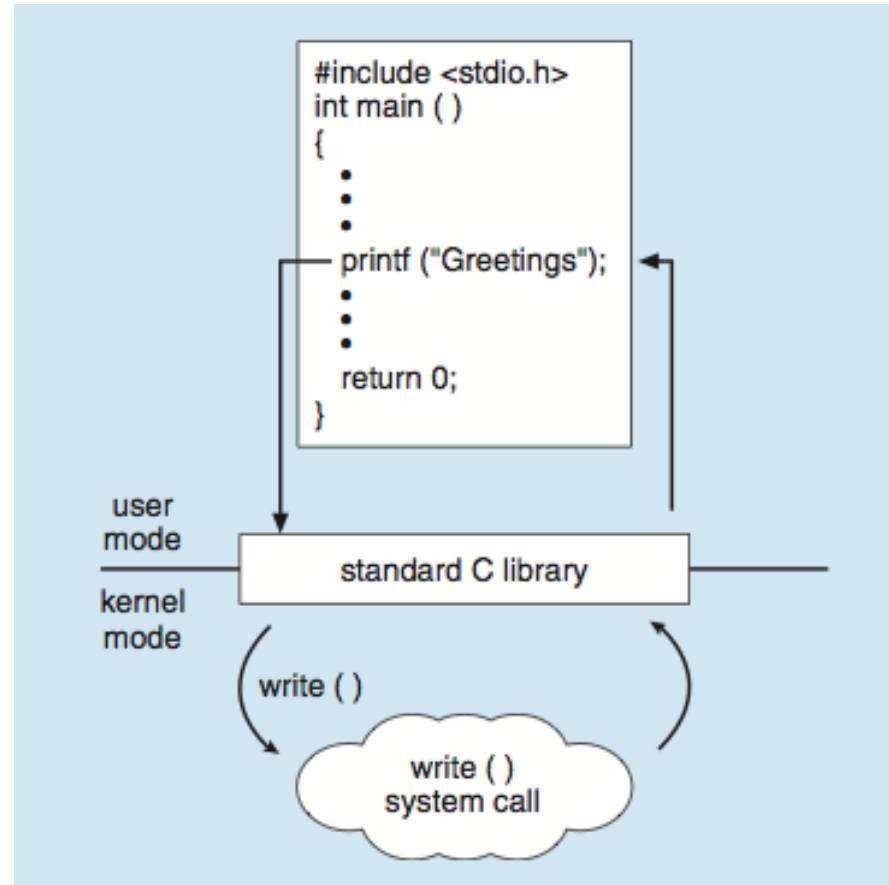 #include <stdio.h>
int main ( )
{
•
•
•
printf ("Greetings");
•
•
•
return 0;
}
user
mode
standard C library
kernel
mode
write ( )
write ( )
system call